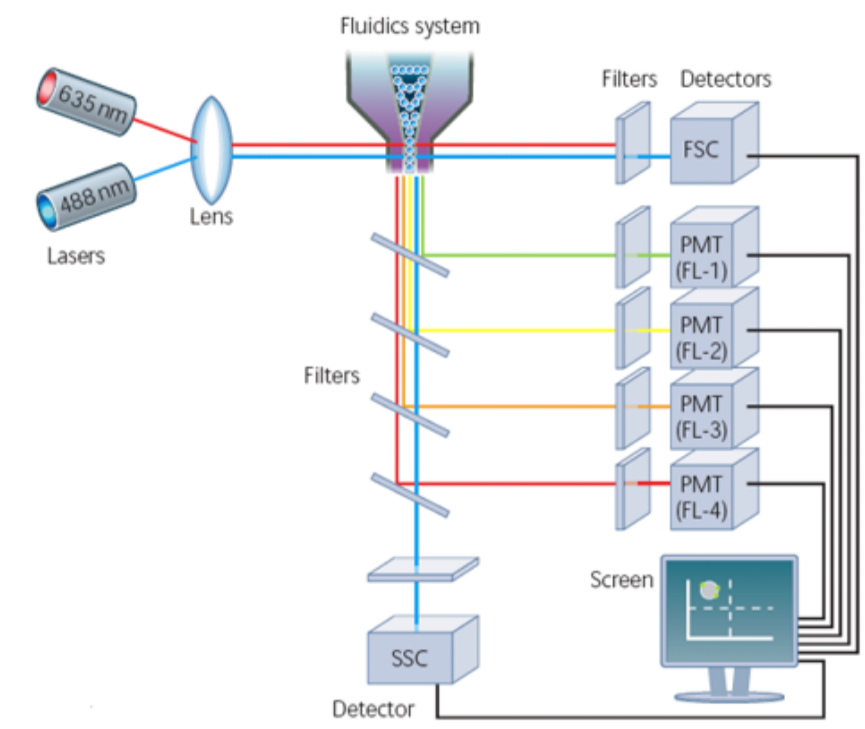 Fluidics system
Filters
Detectors
635 nm
FSC
488 nm
Lens
Lasers
PMT
(FL-1)
PMT
(FL-2)
Filters
PMT
(FL-3)
PMT
(FL-4)
Screen
SSC
Detector